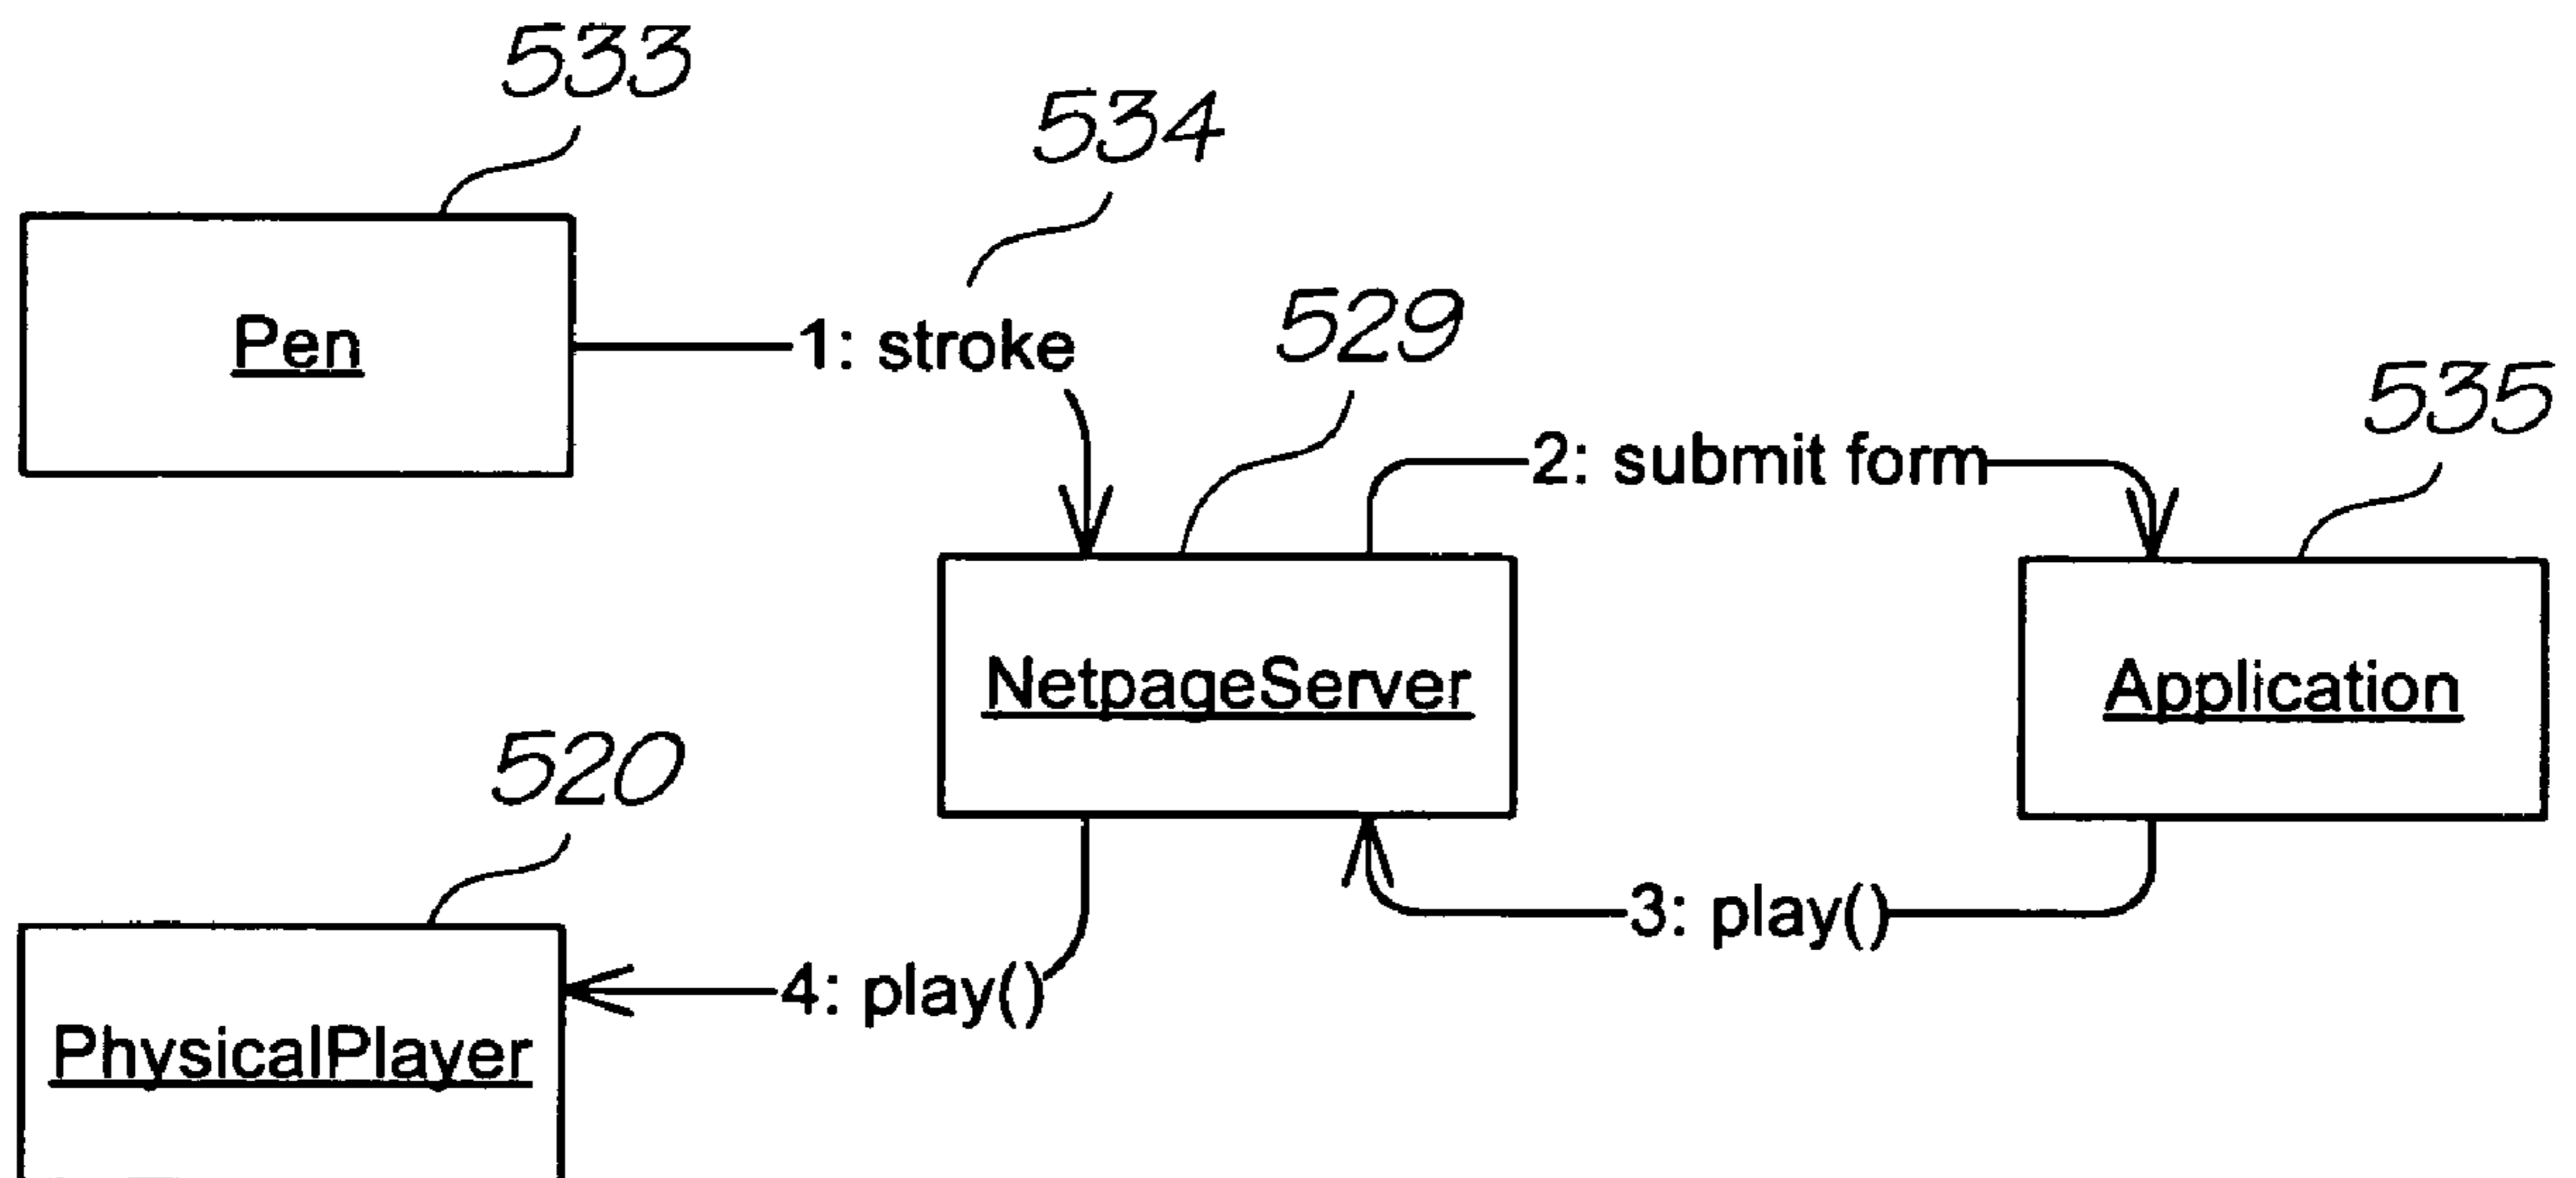 533
534
Pen
1: stroke
529
535
2: submit form
NetpageServer
Application
520
3: play()
4: play()
PhysicalPlayer